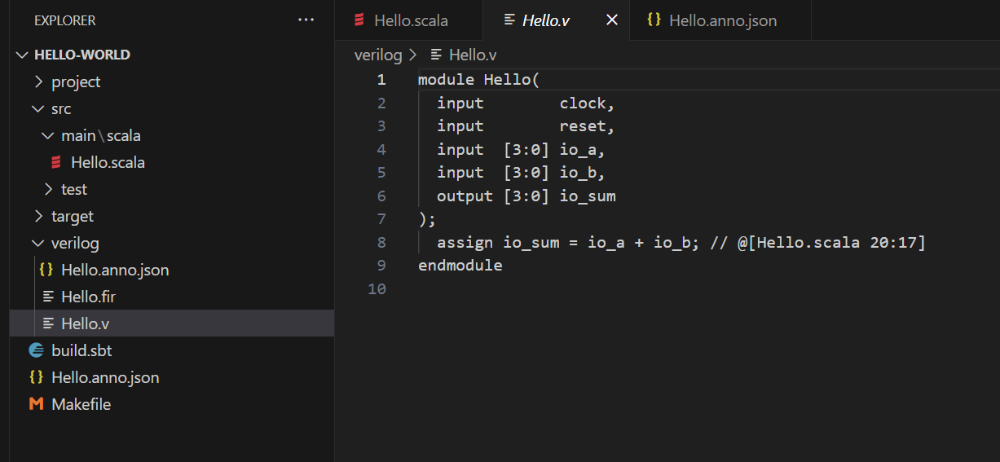 EXPLORER
···
HELLO-WORLD
project
src
main\scala
Hello.scala
test
target
verilog
Hello.anno.json
Hello.fir
Hello.v
build.sbt
Hello.anno.json
Makefile
Hello.scala
Hello.v
Hello.anno.json
verilog > Hello.v
1 module Hello(
2   input        clock,
3   input        reset,
4   input  [3:0] io_a,
5   input  [3:0] io_b,
6   output [3:0] io_sum
7 );
8   assign io_sum = io_a + io_b; // @[Hello.scala 20:17]
9 endmodule
10